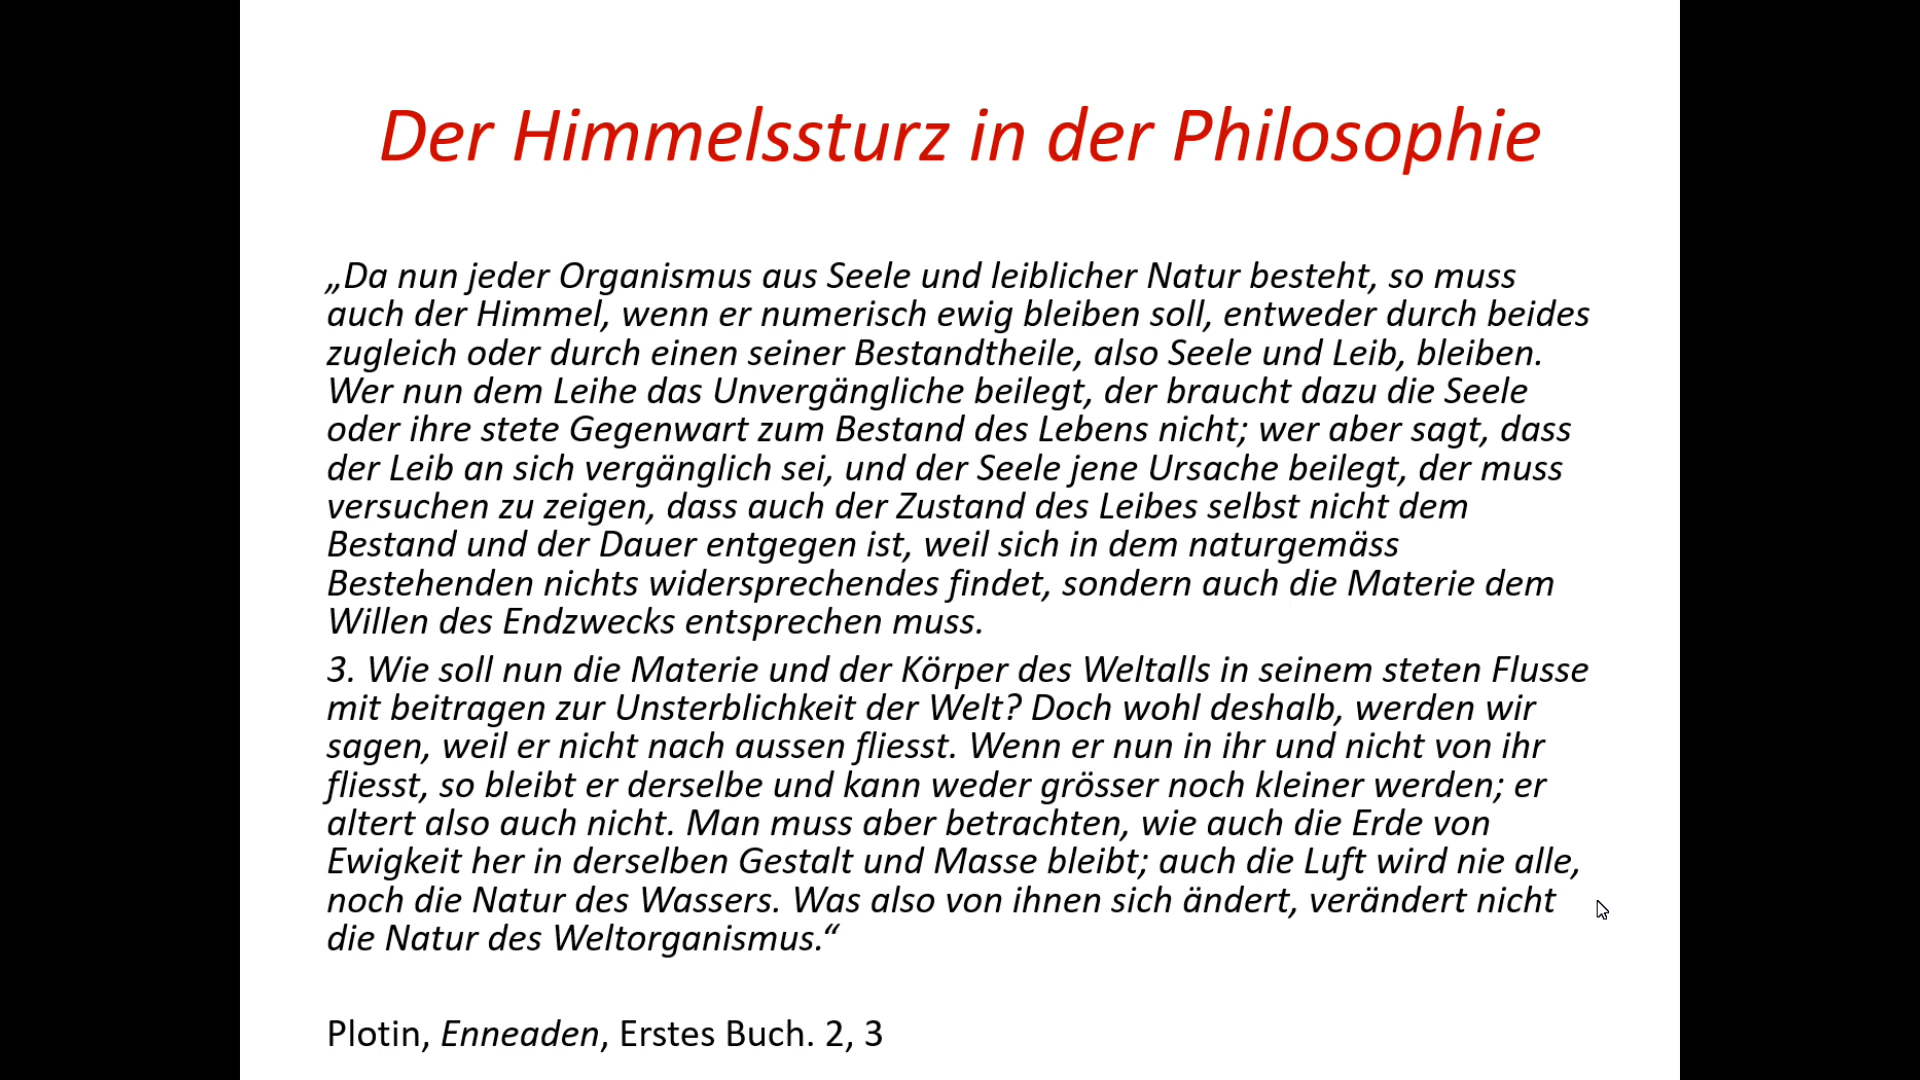 Der Himmelssturz in der Philosophie
„Da nun jeder Organismus aus Seele und leiblicher Natur besteht, so muss
auch der Himmel, wenn er numerisch ewig bleiben soll, entweder durch beides
zugleich oder durch einen seiner Bestandtheile, also Seele und Leib, bleiben.
Wer nun dem Leihe das Unvergängliche beilegt, der braucht dazu die Seele
oder ihre stete Gegenwart zum Bestand des Lebens nicht; wer aber sagt, dass
der Leib an sich vergänglich sei, und der Seele jene Ursache beilegt, der muss
versuchen zu zeigen, dass auch der Zustand des Leibes selbst nicht dem
Bestand und der Dauer entgegen ist, weil sich in dem naturgemäss
Bestehenden nichts widersprechendes findet, sondern auch die Materie dem
Willen des Endzwecks entsprechen muss.
3. Wie soll nun die Materie und der Körper des Weltalls in seinem steten Flusse
mit beitragen zur Unsterblichkeit der Welt? Doch wohl deshalb, werden wir
sagen, weil er nicht nach aussen fliesst. Wenn er nun in ihr und nicht von ihr
fliesst, so bleibt er derselbe und kann weder grösser noch kleiner werden; er
altert also auch nicht. Man muss aber betrachten, wie auch die Erde von
Ewigkeit her in derselben Gestalt und Masse bleibt; auch die Luft wird nie alle,
noch die Natur des Wassers. Was also von ihnen sich ändert, verändert nicht
die Natur des Weltorganismus.“
Plotin, Enneaden, Erstes Buch. 2, 3